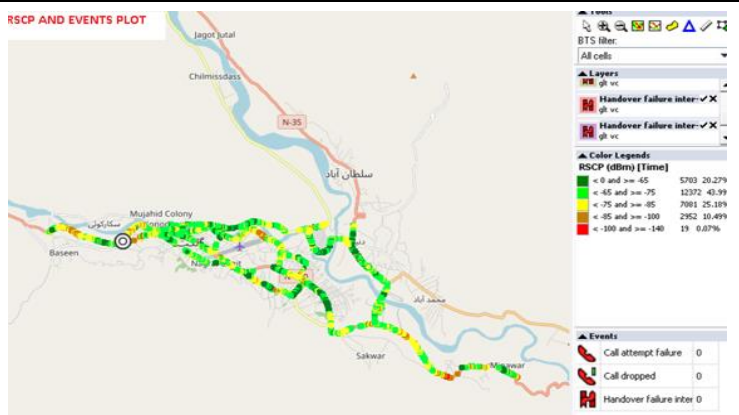 RSCP AND EVENTS PLOT
Jagot Jutal
Chilmissdass
N-35
سلطان آباد
Mujahid Colony
سکارکوئی
Baseen
محمد آباد
Sakwar
Minawar
Tools
BTS filter:
All cells
Layers
glt vc
Handover failure inter-
glt vc
Handover failure inter-
glt vc
Color Legends
RSCP (dBm) [Time]
< 0 and >= -65 5703 20.27%
< -65 and >= -75 12372 43.99
< -75 and >= -85 7081 25.18%
< -85 and >= -100 2952 10.49%
< -100 and >= -140 19 0.07%
Events
Call attempt failure 0
Call dropped 0
Handover failure inter 0